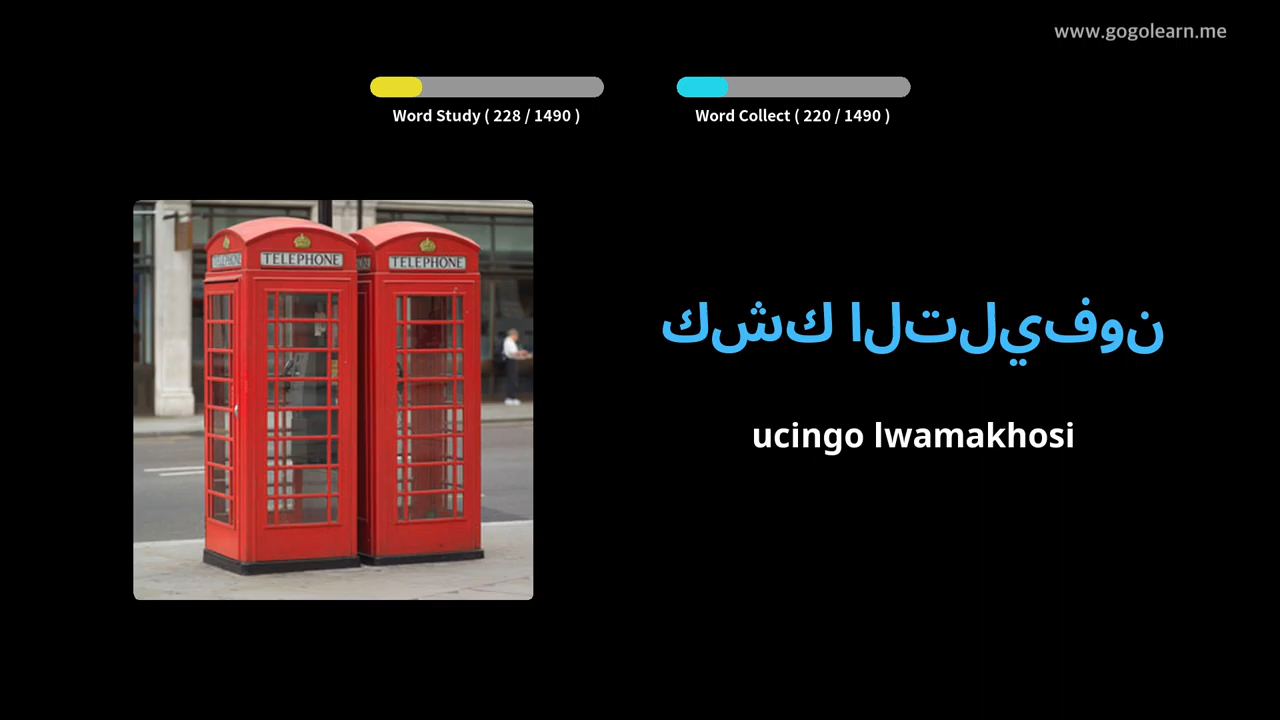 www.gogolearn.me
Word Study ( 228 / 1490 )
Word Collect ( 220 / 1490 )
TELEPHONE
TELEPHONE
كشك التليفون
ucingo lwamakhosi